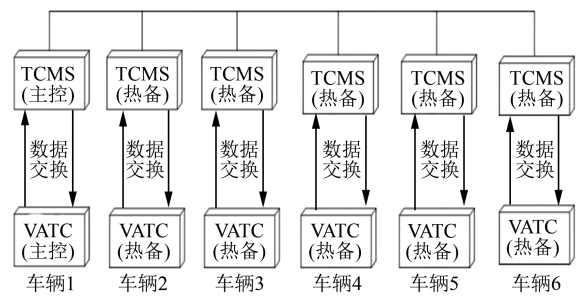 TCMS
(主控)
TCMS
(热备)
TCMS
(热备)
TCMS
(热备)
TCMS
(热备)
TCMS
(热备)
数据
交换
数据
交换
数据
交换
数据
交换
数据
交换
数据
交换
VATC
(主控)
VATC
(热备)
VATC
(热备)
VATC
(热备)
VATC
(热备)
VATC
(热备)
车辆1
车辆2
车辆3
车辆4
车辆5
车辆6